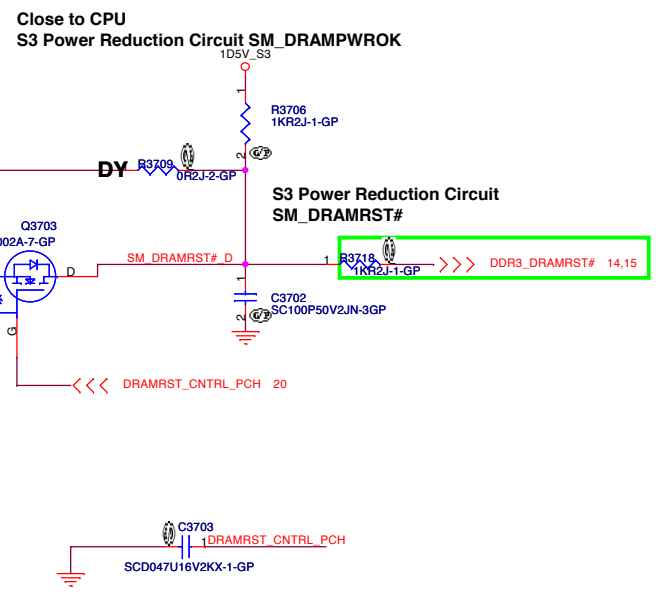 Close to CPU
S3 Power Reduction Circuit SM_DRAMPWROK
1D5V_S3
1
R3706
1KR2J-1-GP
2
DY
R3709
0R2J-2-GP
S3 Power Reduction Circuit
SM_DRAMRST#
Q3703
002A-7-GP
D
SM_DRAMRST#_D
1
R3718
1KR2J-1-GP
DDR3_DRAMRST# 14,15
1
C3702
SC100P50V2JN-3GP
2
G
DRAMRST_CNTRL_PCH 20
C3703
1
DRAMRST_CNTRL_PCH
SCD047U16V2KX-1-GP